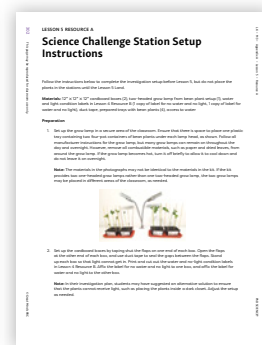 LESSON 5 RESOURCE A
Science Challenge Station Setup
Instructions
Follow the instructions below to complete the investigation setup before Lesson 5, but do not place the
plants in the stations until the Lesson 5 Land.
Materials: 12" × 12" × 12" cardboard boxes (2), two-headed grow lamp from bean plant setup (1), water
and light condition labels in Lesson 4 Resource B (1 copy of label for no water and no light, 1 copy of label for
water and no light), duct tape, prepared trays with bean plants (4), access to water
Preparation
1. Set up the grow lamp in a secure area of the classroom. Ensure that there is space to place one plastic
tray containing two four-pot containers of bean plants under each lamp head, as shown. Follow all
manufacturer instructions for the grow lamp, but many grow lamps can remain on throughout the
day and overnight. However, remove all combustible materials, such as paper and dried leaves, from
around the grow lamp. If the grow lamp becomes hot, turn it off briefly to allow it to cool down and
do not leave it on overnight.
Note: The materials in the photographs may not be identical to the materials in the kit. If the kit
provides two one-headed grow lamps rather than one two-headed grow lamp, the two grow lamps
may be placed in different areas of the classroom, as needed.
2. Set up the cardboard boxes by taping shut the flaps on one end of each box. Open the flaps
at the other end of each box, and use duct tape to seal the gaps between the flaps. Stand
up each box so that light cannot get in. Print and cut out the water and no-light condition labels
in Lesson 4 Resource B. Affix the label for no water and no light to one box, and affix the label for
water and no light to the other box.
Note: In their investigation plan, students may have suggested an alternative solution to ensure
that the plants cannot receive light, such as placing the plants inside a dark closet. Adjust the setup
as needed.